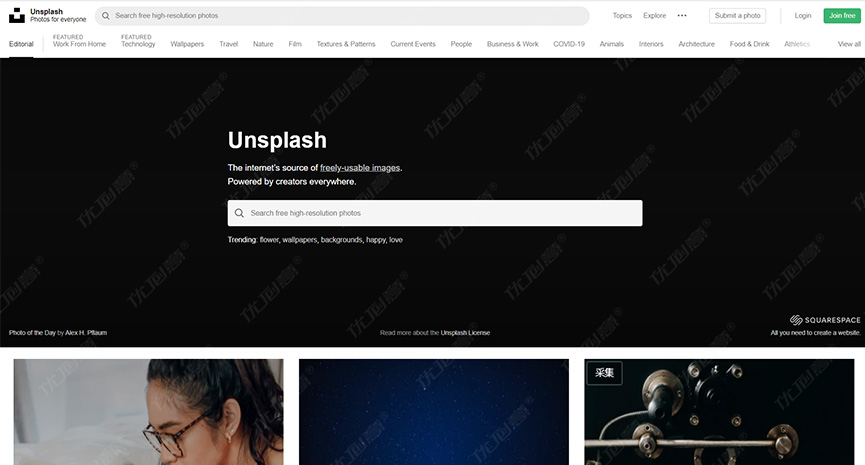 Unsplash
Photos for everyone
Search free high-resolution photos
Topics Explore ••• Submit a photo Login Join free
Editorial
FEATURED
Work From Home
FEATURED
Technology
Wallpapers Travel Nature Film Textures & Patterns Current Events People Business & Work COVID-19 Animals Interiors Architecture Food & Drink Athletics View all
Unsplash
The internet's source of freely-usable images.
Powered by creators everywhere.
Search free high-resolution photos
Trending: flower, wallpapers, backgrounds, happy, love
SQUARESPACE
Photo of the Day by Alex H. Pflaum
Read more about the Unsplash License
All you need to create a website.
采集
优创意®